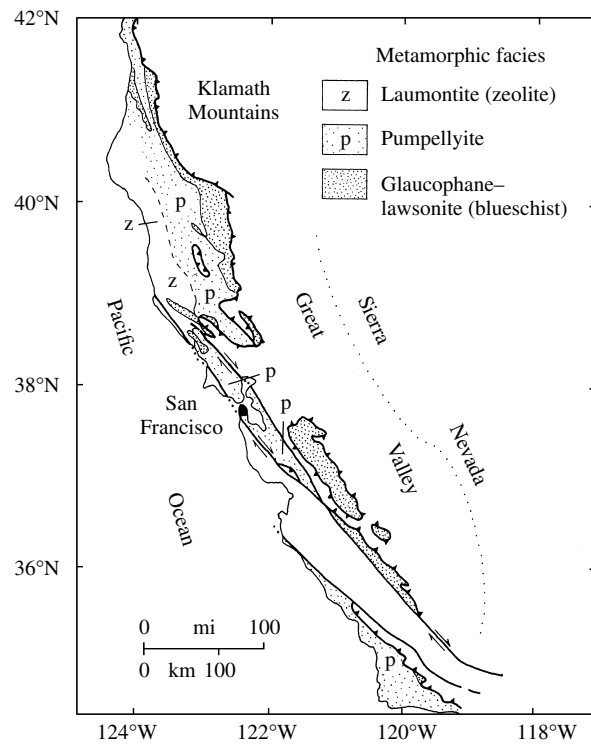 42°N
40°N
38°N
36°N
124°W
122°W
120°W
118°W
Metamorphic facies
z
Laumontite (zeolite)
p
Pumpellyite
Glaucophane–
lawsonite (blueschist)
Klamath
Mountains
p
z
z
p
Pacific
Great
Sierra
p
San
Francisco
p
Valley
Nevada
Ocean
0 mi 100
0 km 100
p